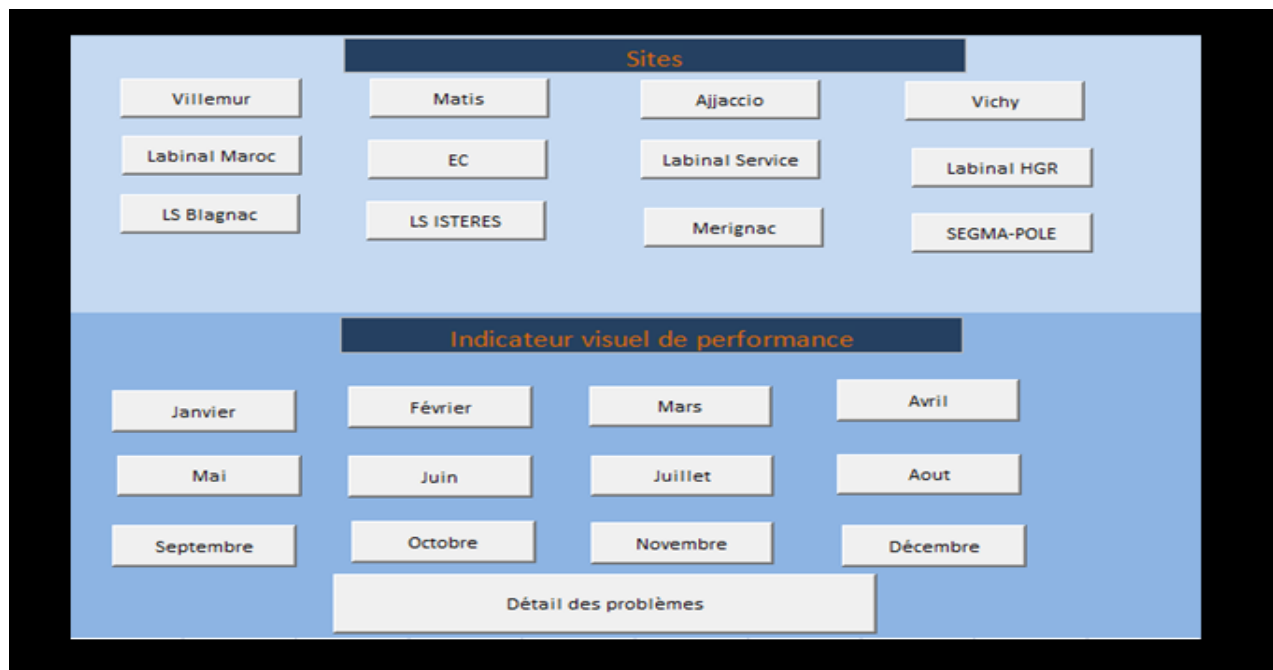 Sites
Villemur Matis Ajjaccio Vichy
Labinal Maroc EC Labinal Service Labinal HGR
LS Blagnac LS ISTERES Merignac SEGMA-POLE
Indicateur visuel de performance
Janvier Février Mars Avril
Mai Juin Juillet Aout
Septembre Octobre Novembre Décembre
Détail des problèmes